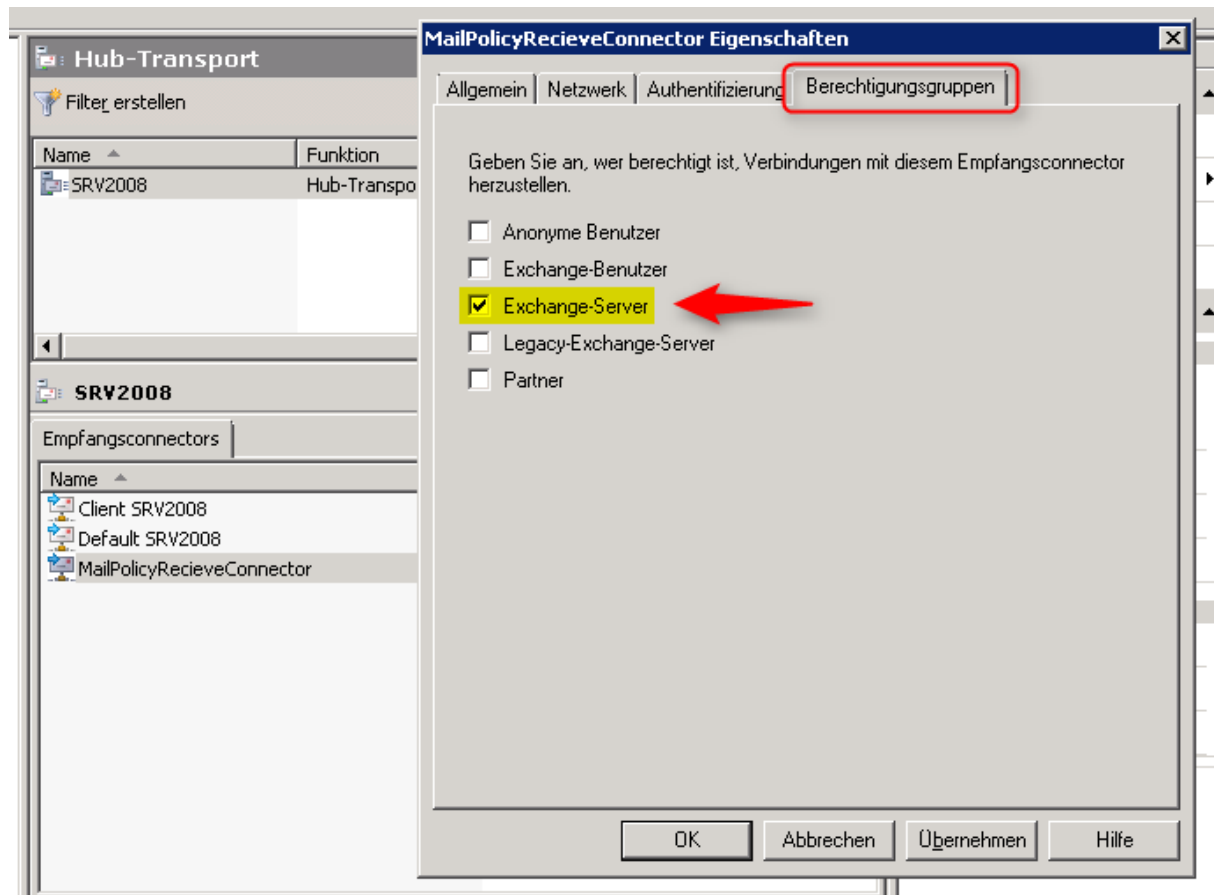 Hub-Transport
Filter erstellen
Name
Funktion
SRV2008
Hub-Transpo
SRV2008
Empfangsconnectors
Name
Client SRV2008
Default SRV2008
MailPolicyRecieveConnector
MailPolicyRecieveConnector Eigenschaften
Allgemein
Netzwerk
Authentifizierung
Berechtigungsgruppen
Geben Sie an, wer berechtigt ist, Verbindungen mit diesem Empfangsconnector
herzustellen.
Anonyme Benutzer
Exchange-Benutzer
Exchange-Server
Legacy-Exchange-Server
Partner
OK
Abbrechen
Übernehmen
Hilfe